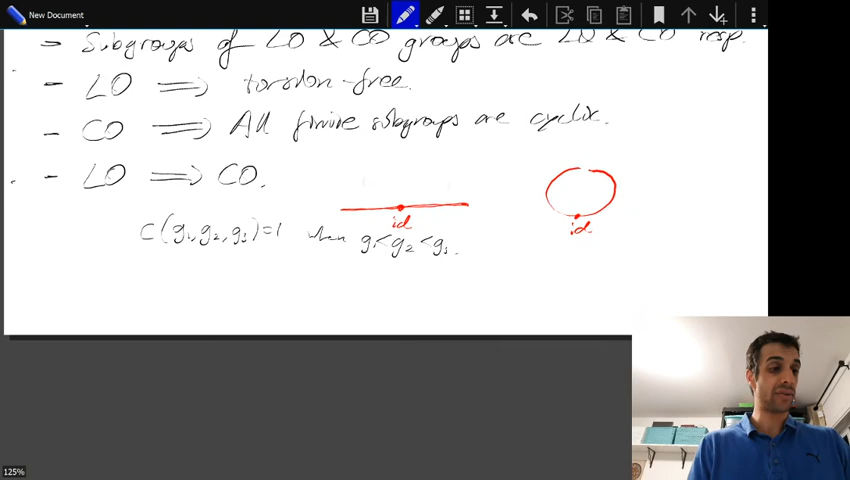 New Document
- Subgroups of LO & CO groups are LO & CO resp.
- LO ⟹ torsion-free.
- CO ⟹ All finite subgroups are cyclic.
- LO ⟹ CO.
id
id
c(g1,g2,g3)=1 when g1<g2<g3.
125%